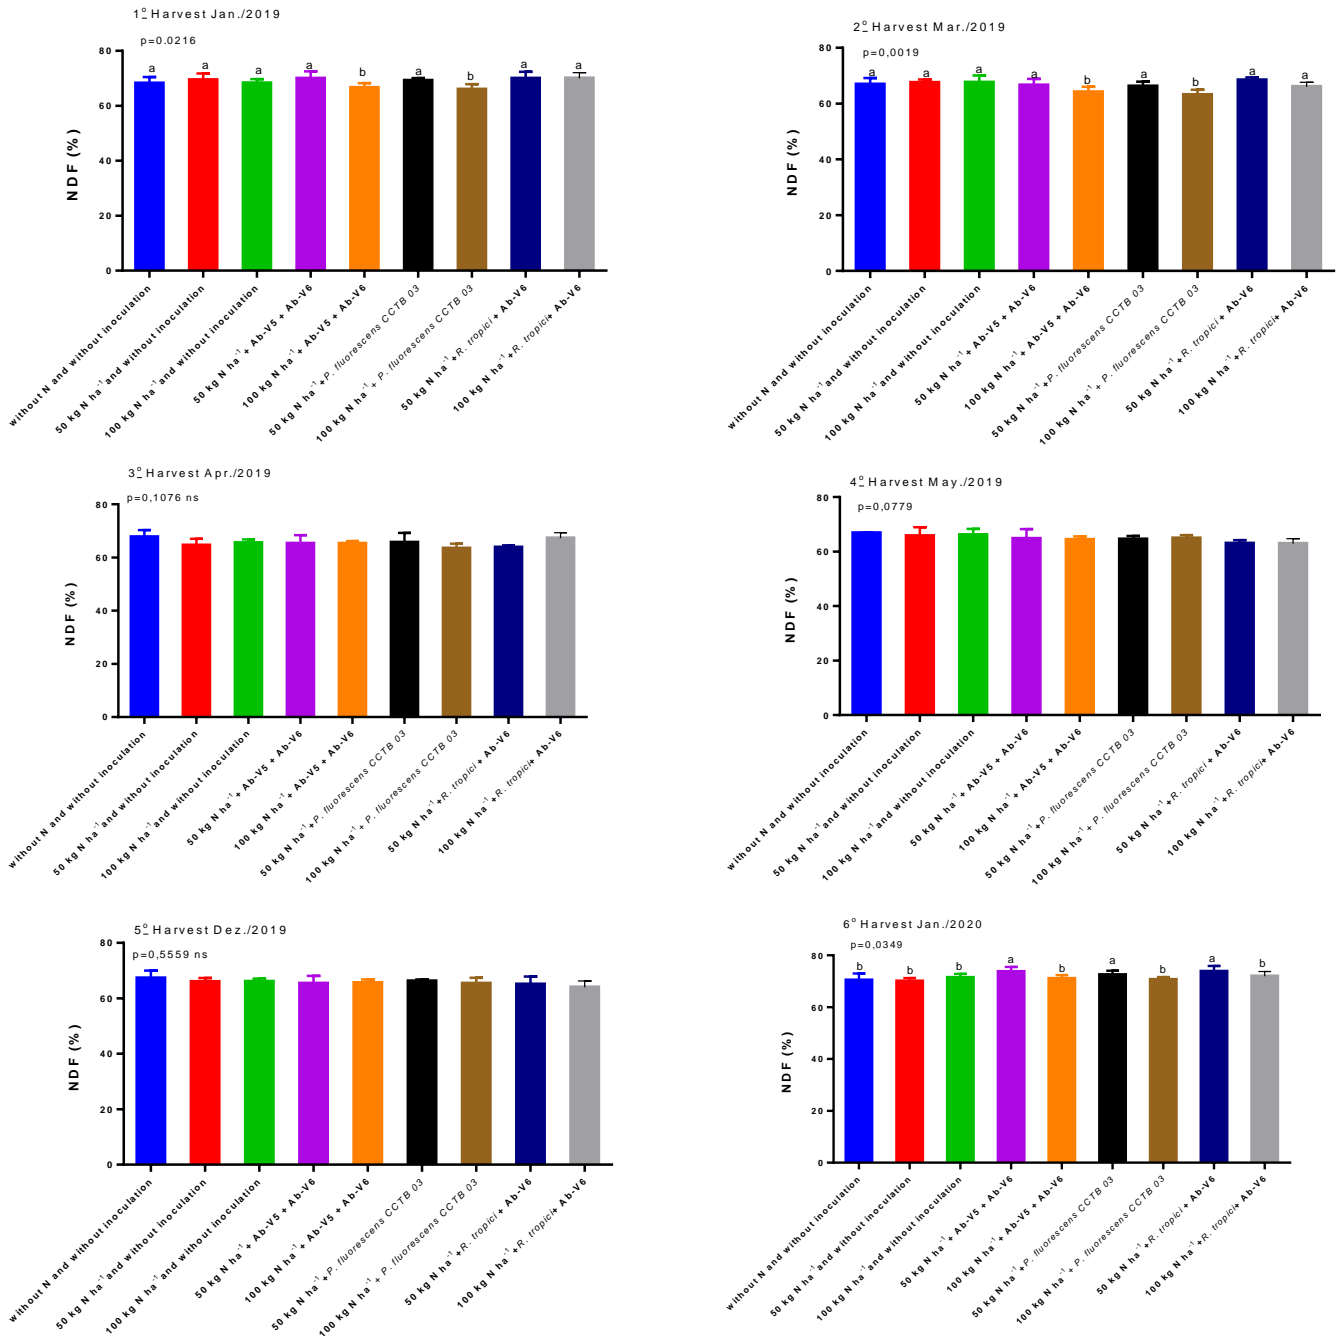 1º Harvest Jan./2019
p=0.0216
80
60
40
20
0
NDF (%)
a a a a b a b a a
without N and without inoculation
50 kg N ha⁻¹ and without inoculation
100 kg N ha⁻¹ and without inoculation
50 kg N ha⁻¹ + Ab-V5 + Ab-V6
100 kg N ha⁻¹ + Ab-V5 + Ab-V6
50 kg N ha⁻¹ + P. fluorescens CCTB 03
100 kg N ha⁻¹ + P. fluorescens CCTB 03
50 kg N ha⁻¹ + R. tropici + Ab-V6
100 kg N ha⁻¹ + R. tropici+ Ab-V6
2º Harvest Mar./2019
p=0,0019
80
60
40
20
0
NDF (%)
a a a a b a b a a
without N and without inoculation
50 kg N ha⁻¹ and without inoculation
100 kg N ha⁻¹ and without inoculation
50 kg N ha⁻¹ + Ab-V5 + Ab-V6
100 kg N ha⁻¹ + Ab-V5 + Ab-V6
50 kg N ha⁻¹ + P. fluorescens CCTB 03
100 kg N ha⁻¹ + P. fluorescens CCTB 03
50 kg N ha⁻¹ + R. tropici + Ab-V6
100 kg N ha⁻¹ + R. tropici+ Ab-V6
3º Harvest Apr./2019
p=0,1076 ns
80
60
40
20
0
NDF (%)
without N and without inoculation
50 kg N ha⁻¹ and without inoculation
100 kg N ha⁻¹ and without inoculation
50 kg N ha⁻¹ + Ab-V5 + Ab-V6
100 kg N ha⁻¹ + Ab-V5 + Ab-V6
50 kg N ha⁻¹ + P. fluorescens CCTB 03
100 kg N ha⁻¹ + P. fluorescens CCTB 03
50 kg N ha⁻¹ + R. tropici + Ab-V6
100 kg N ha⁻¹ + R. tropici+ Ab-V6
4º Harvest May./2019
p=0,0779
80
60
40
20
0
NDF (%)
without N and without inoculation
50 kg N ha⁻¹ and without inoculation
100 kg N ha⁻¹ and without inoculation
50 kg N ha⁻¹ + Ab-V5 + Ab-V6
100 kg N ha⁻¹ + Ab-V5 + Ab-V6
50 kg N ha⁻¹ + P. fluorescens CCTB 03
100 kg N ha⁻¹ + P. fluorescens CCTB 03
50 kg N ha⁻¹ + R. tropici + Ab-V6
100 kg N ha⁻¹ + R. tropici+ Ab-V6
5º Harvest Dez./2019
p=0,5559 ns
80
60
40
20
0
NDF (%)
without N and without inoculation
50 kg N ha⁻¹ and without inoculation
100 kg N ha⁻¹ and without inoculation
50 kg N ha⁻¹ + Ab-V5 + Ab-V6
100 kg N ha⁻¹ + Ab-V5 + Ab-V6
50 kg N ha⁻¹ + P. fluorescens CCTB 03
100 kg N ha⁻¹ + P. fluorescens CCTB 03
50 kg N ha⁻¹ + R. tropici + Ab-V6
100 kg N ha⁻¹ + R. tropici+ Ab-V6
6º Harvest Jan./2020
p=0,0349
80
60
40
20
0
NDF (%)
b b b a b a b a b
without N and without inoculation
50 kg N ha⁻¹ and without inoculation
100 kg N ha⁻¹ and without inoculation
50 kg N ha⁻¹ + Ab-V5 + Ab-V6
100 kg N ha⁻¹ + Ab-V5 + Ab-V6
50 kg N ha⁻¹ + P. fluorescens CCTB 03
100 kg N ha⁻¹ + P. fluorescens CCTB 03
50 kg N ha⁻¹ + R. tropici + Ab-V6
100 kg N ha⁻¹ + R. tropici+ Ab-V6